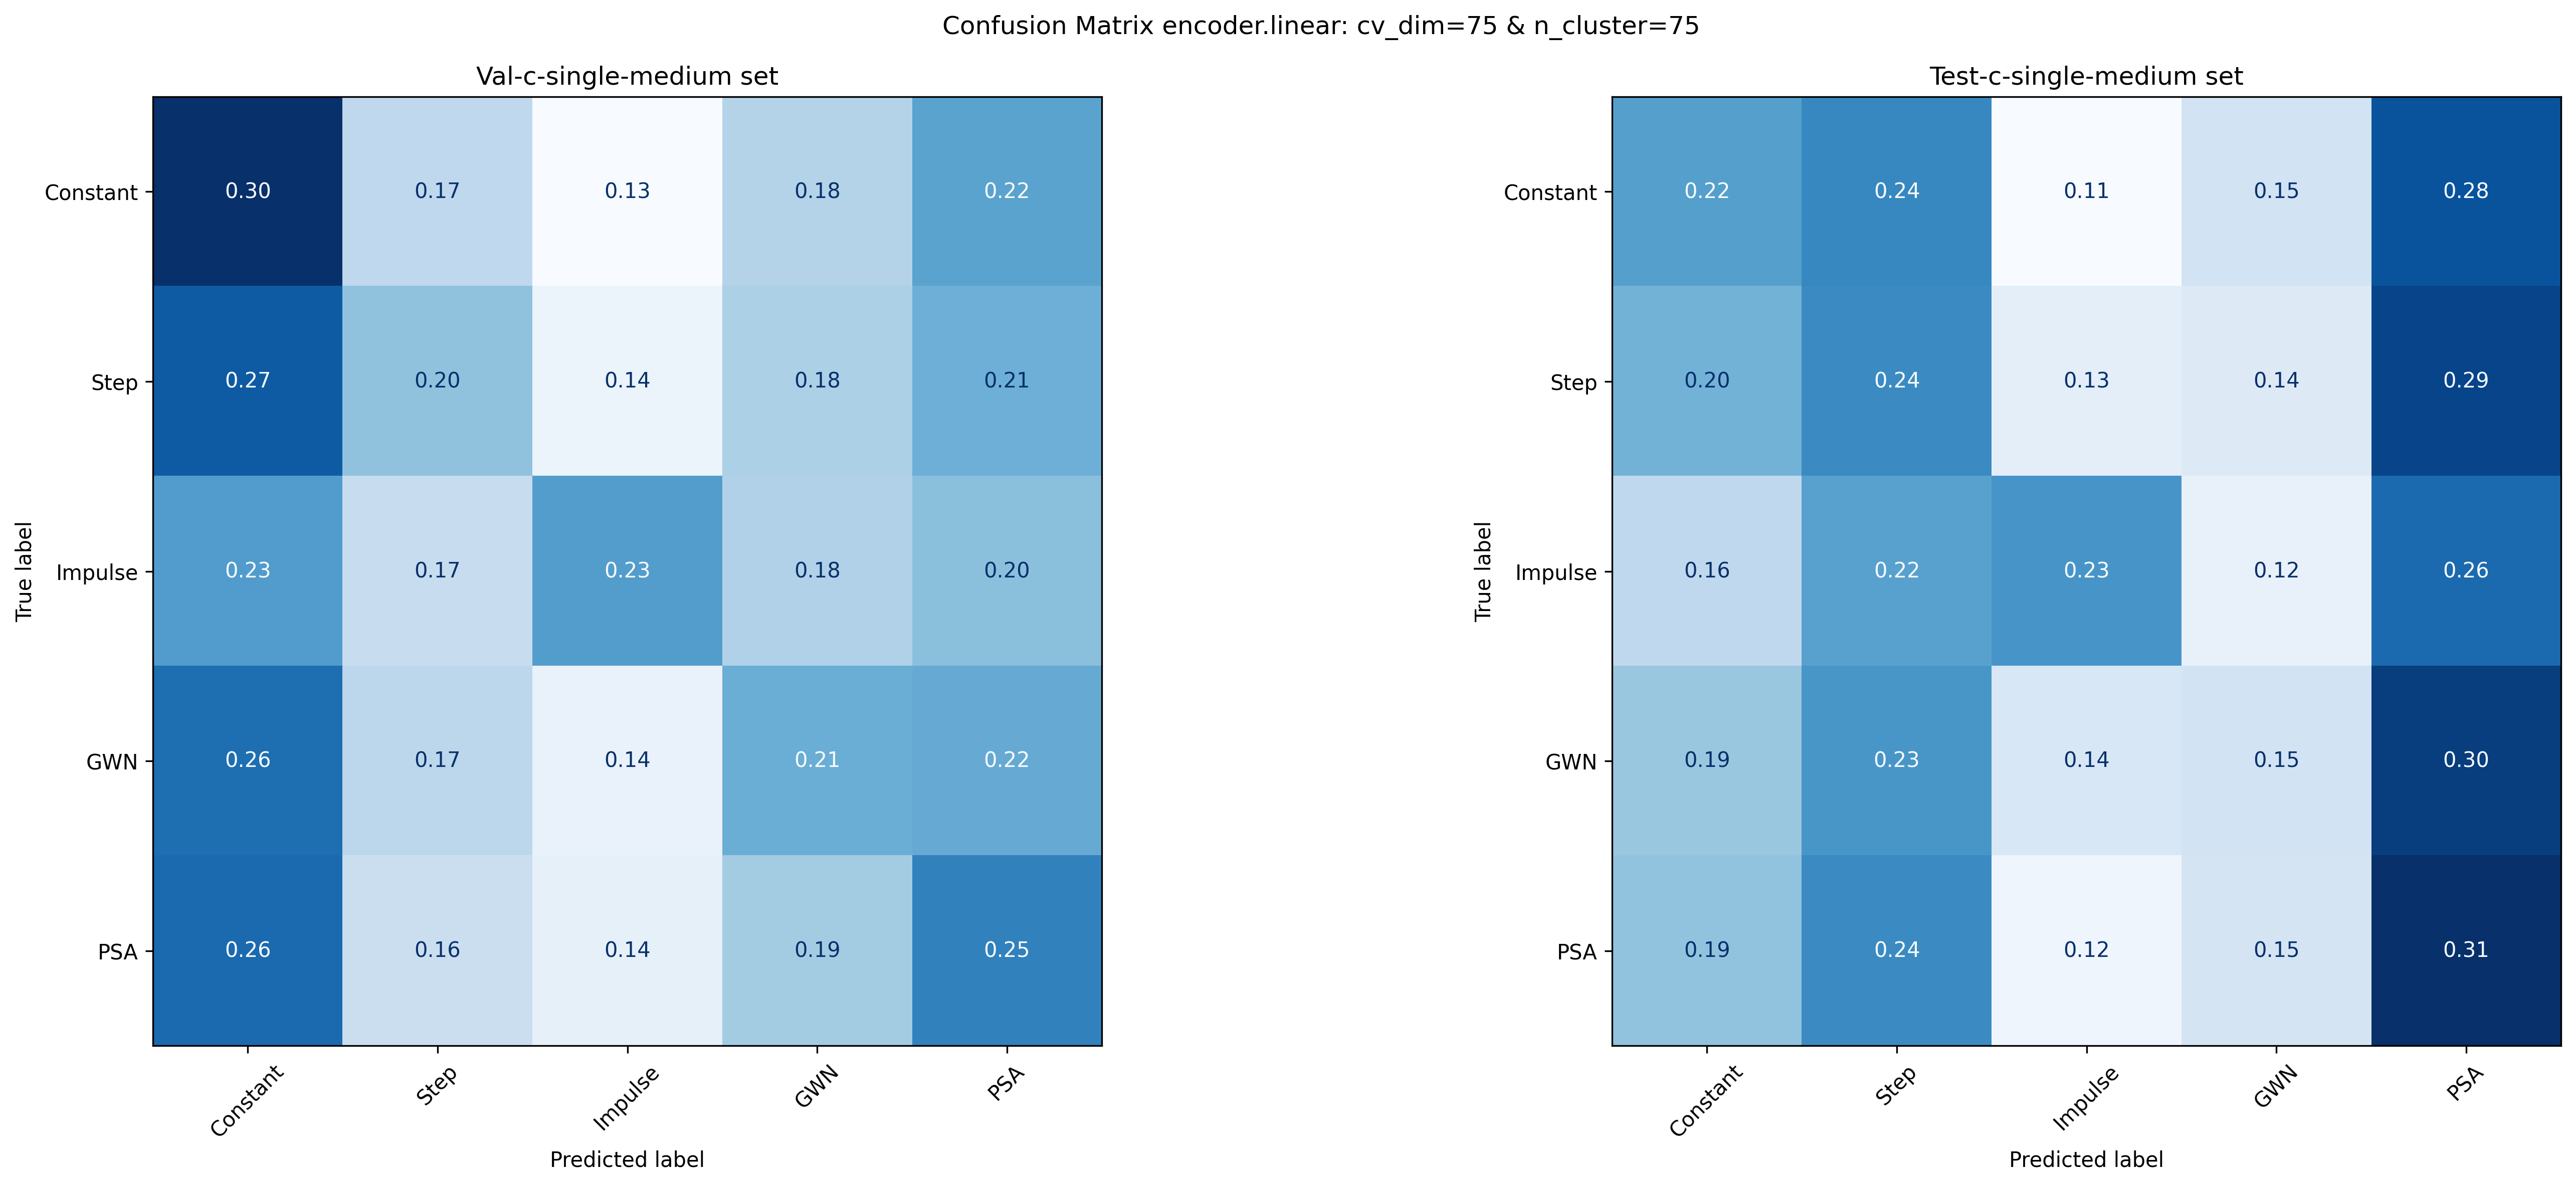 Confusion Matrix encoder.linear: cv_dim=75 & n_cluster=75
Val-c-single-medium set
True label
Constant 0.30 0.17 0.13 0.18 0.22
Step 0.27 0.20 0.14 0.18 0.21
Impulse 0.23 0.17 0.23 0.18 0.20
GWN 0.26 0.17 0.14 0.21 0.22
PSA 0.26 0.16 0.14 0.19 0.25
Constant Step Impulse GWN PSA
Predicted label
Test-c-single-medium set
True label
Constant 0.22 0.24 0.11 0.15 0.28
Step 0.20 0.24 0.13 0.14 0.29
Impulse 0.16 0.22 0.23 0.12 0.26
GWN 0.19 0.23 0.14 0.15 0.30
PSA 0.19 0.24 0.12 0.15 0.31
Constant Step Impulse GWN PSA
Predicted label